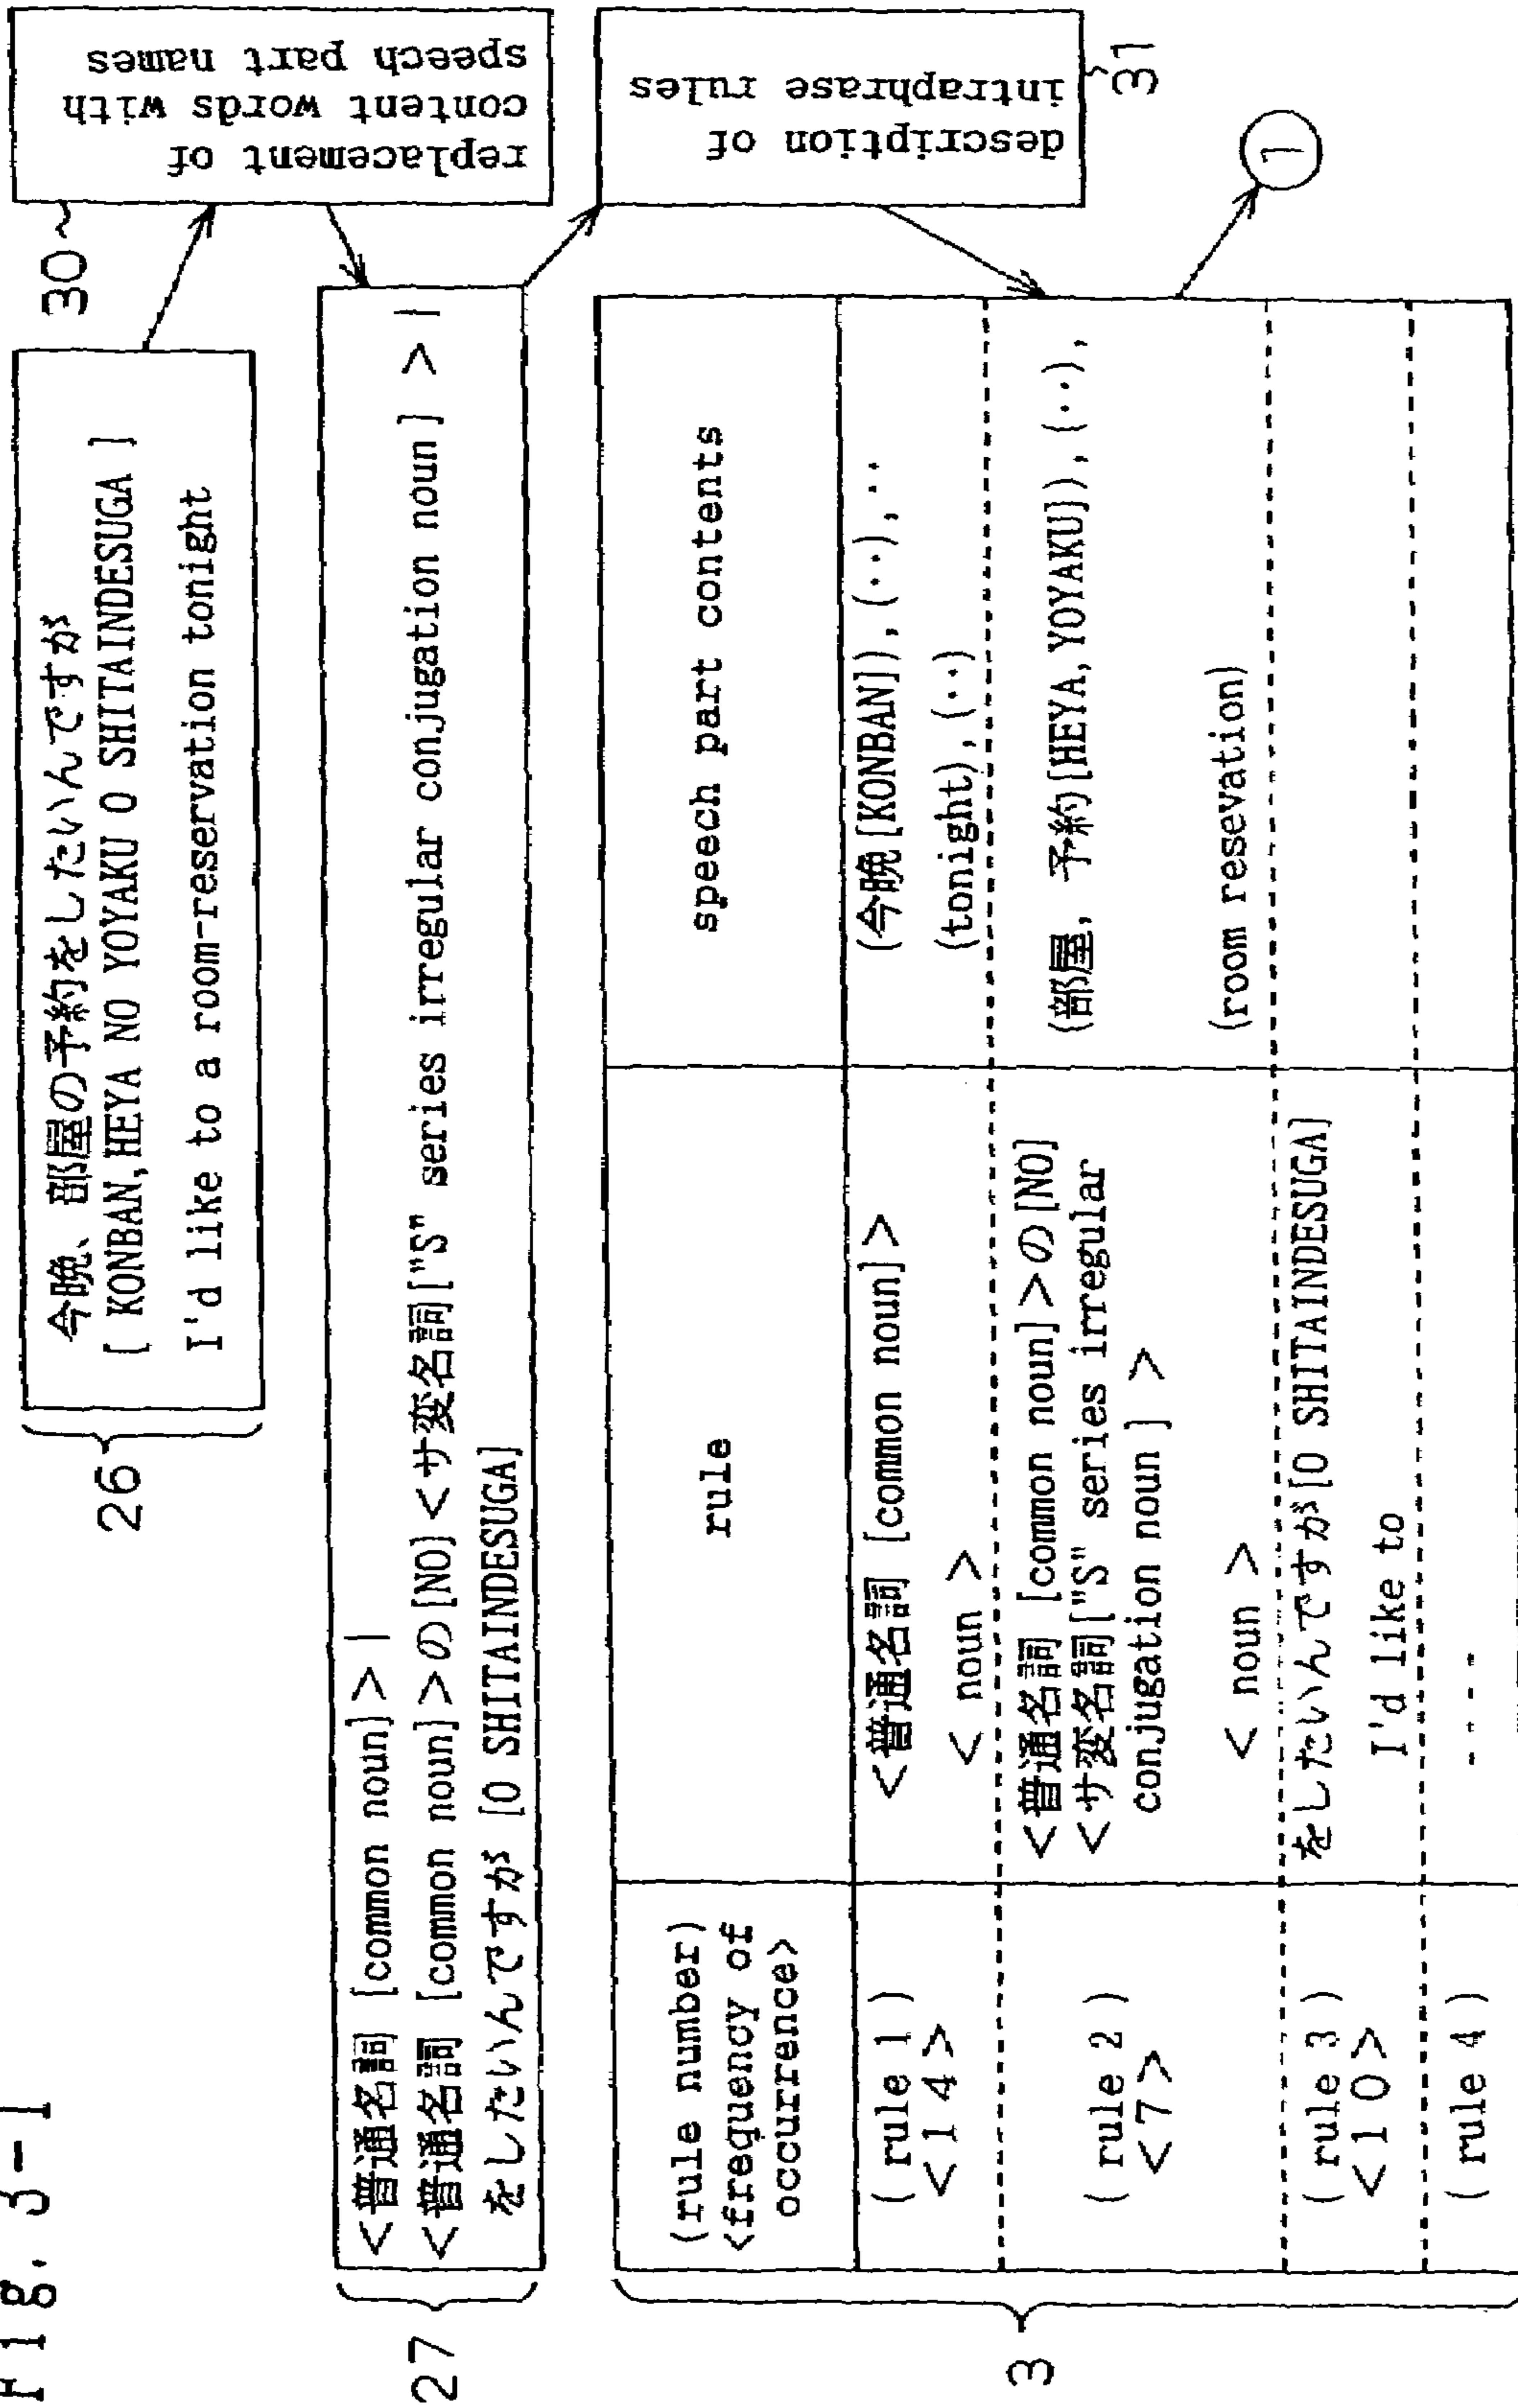 Fig. 3-1
26
今晩、部屋の予約をしたいんですが
[ KONBAN,HEYA NO YOYAKU O SHITAINDESUGA ]
I'd like to a room-reservation tonight
30
replacement of
content words with
speech part names
27
<普通名詞 [common noun]> |
<普通名詞 [common noun]>の[NO]<サ変名詞["S" series irregular conjugation noun] > |
をしたいんですが [O SHITAINDESUGA]
description of
intraphrase rules
31
3
(rule number)
<frequency of
occurrence>
rule
speech part contents
( rule 1 )
<14>
<普通名詞 [common noun]>
< noun >
(今晩[KONBAN]),(··),··
(tonight),(··)
( rule 2 )
<7>
<普通名詞 [common noun]>の[NO]
<サ変名詞["S" series irregular
conjugation noun ] >
< noun >
(部屋, 予約[HEYA,YOYAKU]),(··),
(room resevation)
( rule 3 )
<10>
をしたいんですが[O SHITAINDESUGA]
I'd like to
( rule 4 )
----
1